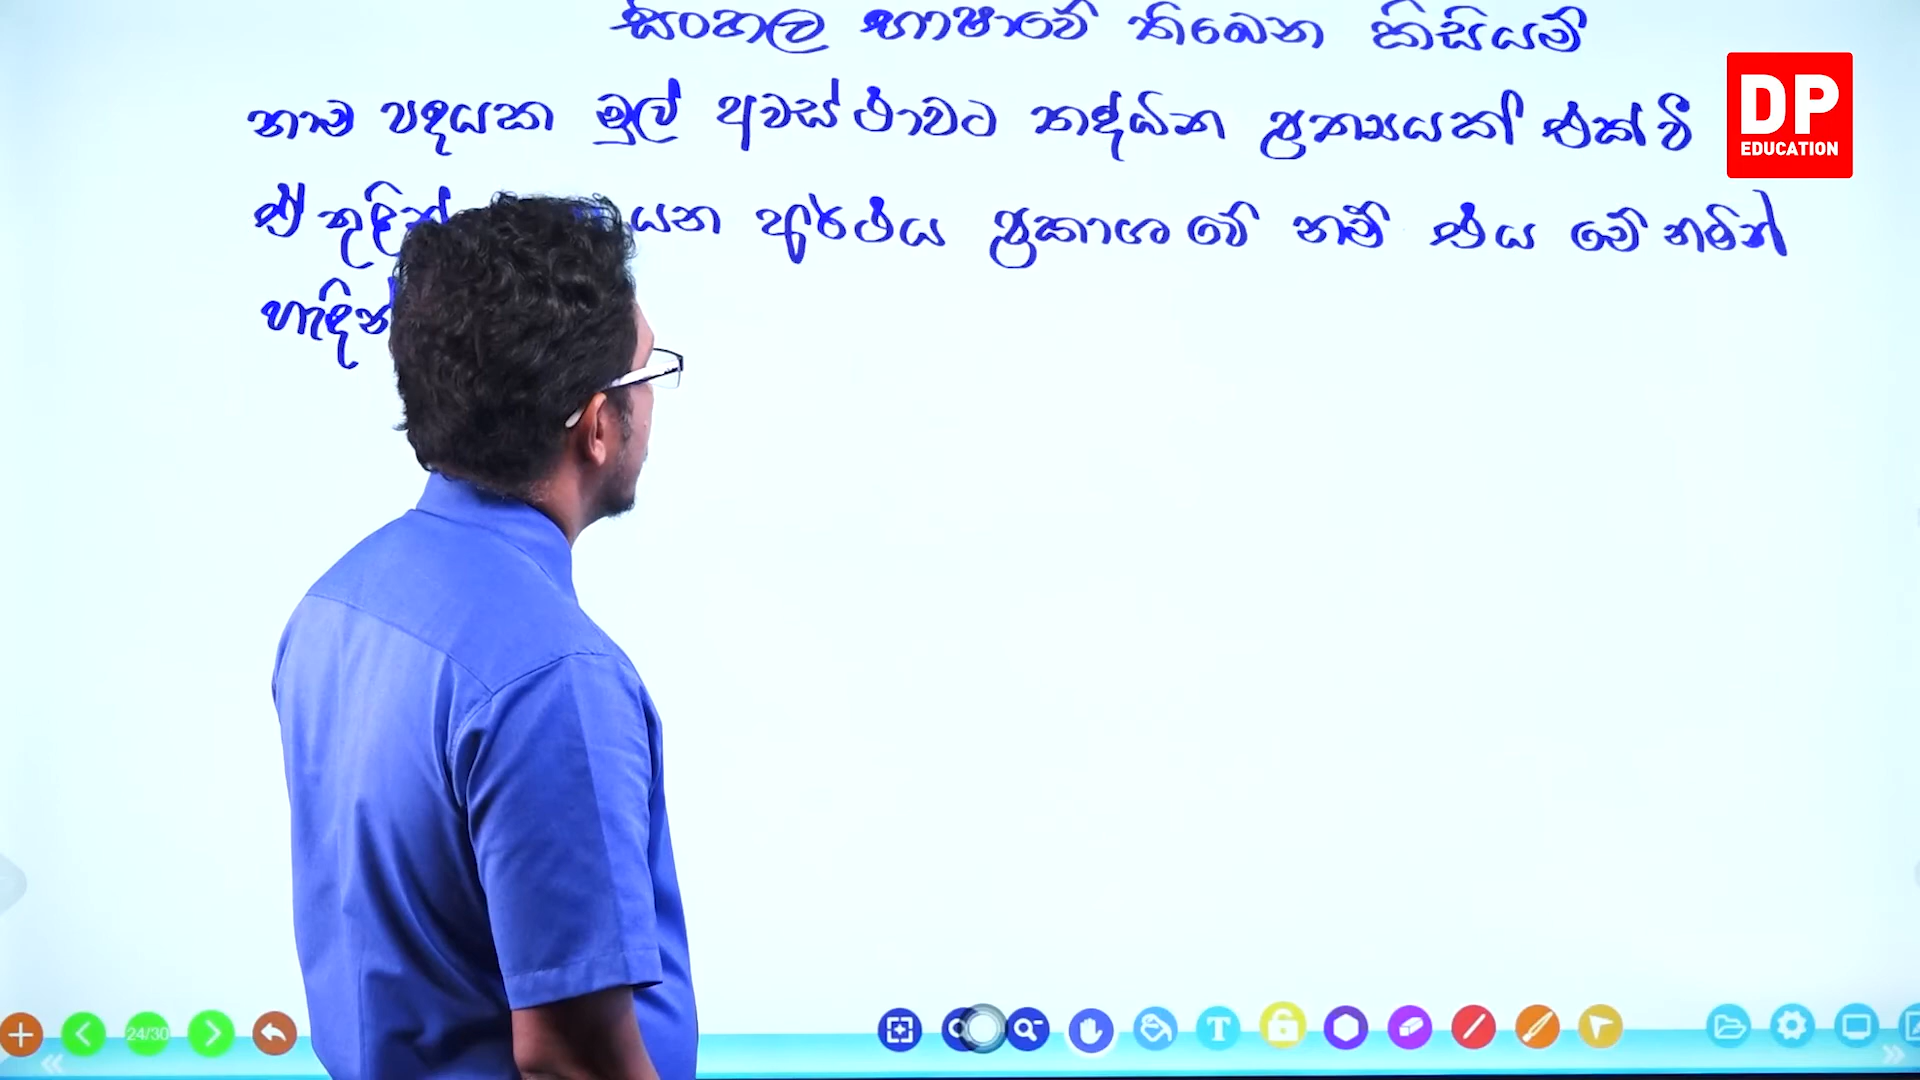 සිංහල භාෂාවේ තිබෙන කිසියම්
නාම පදයක මුල් අවස්ථාවට තද්ධිත ප්‍රත්‍යයක් එක් වී
ඒ තුළින් යන අර්ථය ප්‍රකාශ වේ නම් එය මේ නමින්
DP
EDUCATION
24/30
T